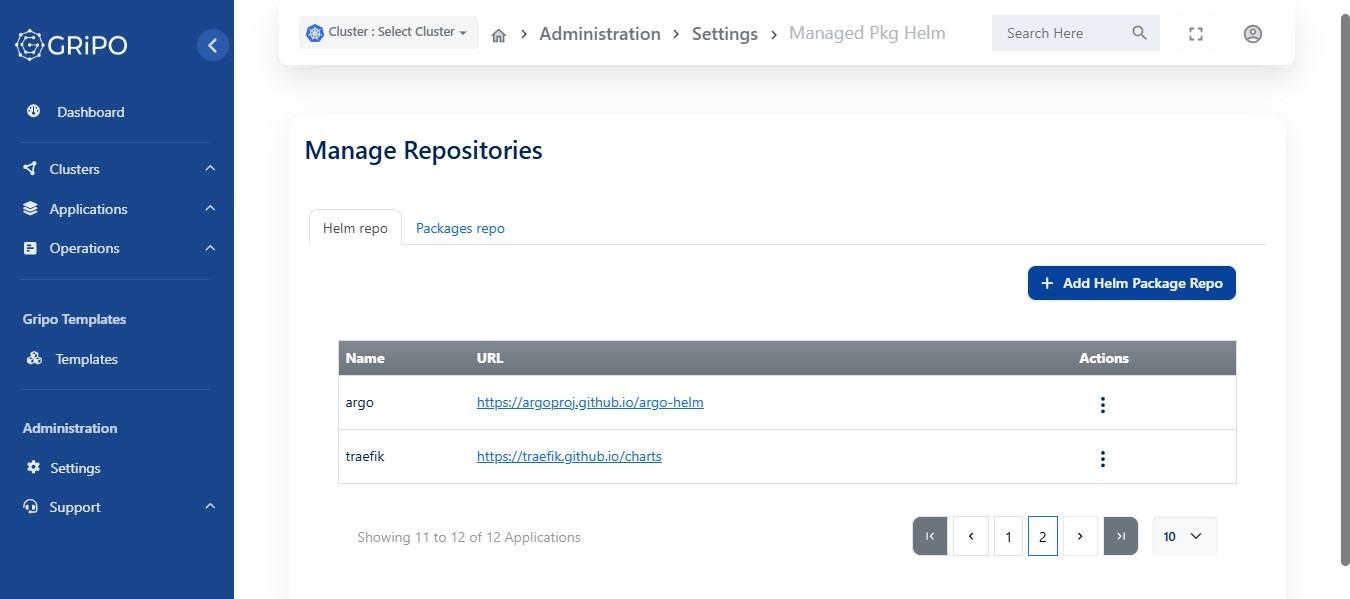 GRiPO
Cluster : Select Cluster
Administration
Settings
Managed Pkg Helm
Search Here
Dashboard
Clusters
Applications
Operations
Gripo Templates
Templates
Administration
Settings
Support
Manage Repositories
Helm repo
Packages repo
+ Add Helm Package Repo
Name URL Actions
argo https://argoproj.github.io/argo-helm
traefik https://traefik.github.io/charts
Showing 11 to 12 of 12 Applications
1 2 10